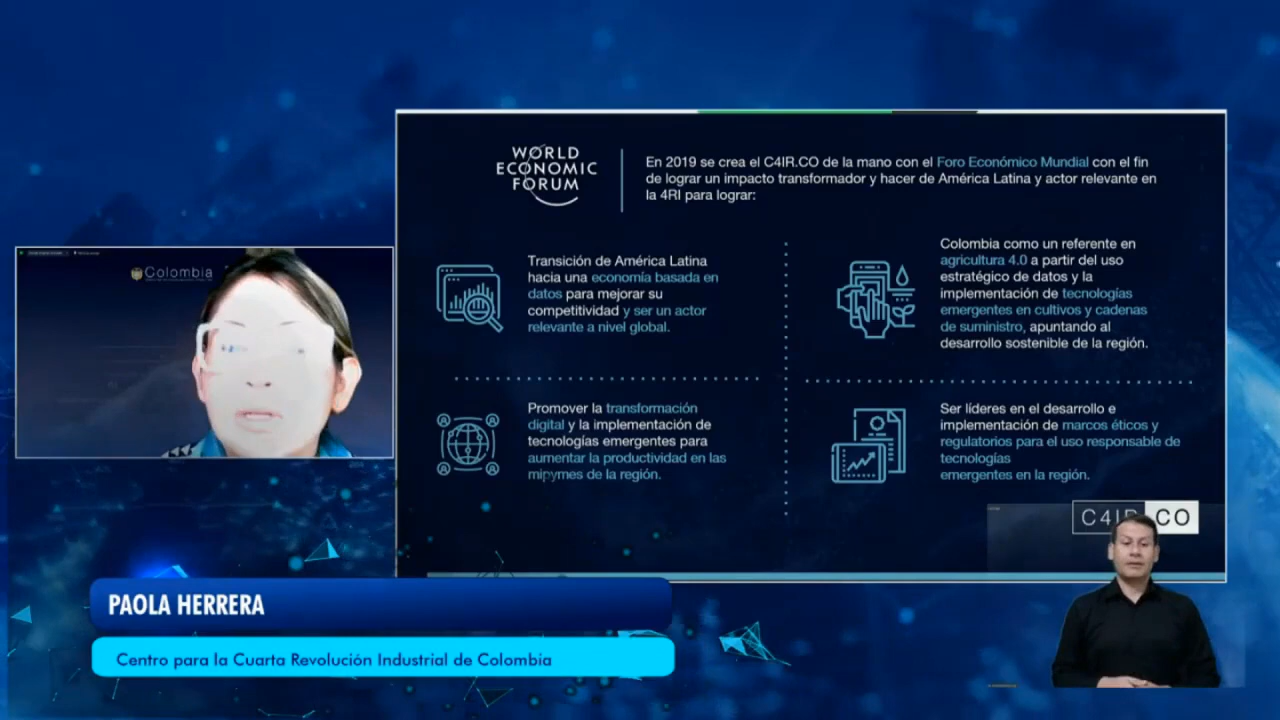 WORLD
ECONOMIC
FORUM
En 2019 se crea el C4IR.CO de la mano con el Foro Económico Mundial con el fin
de lograr un impacto transformador y hacer de América Latina y actor relevante en
la 4RI para lograr:
Transición de América Latina
hacia una economía basada en
datos para mejorar su
competitividad y ser un actor
relevante a nivel global.
Colombia como un referente en
agricultura 4.0 a partir del uso
estratégico de datos y la
implementación de tecnologías
emergentes en cultivos y cadenas
de suministro, apuntando al
desarrollo sostenible de la región.
Promover la transformación
digital y la implementación de
tecnologías emergentes para
aumentar la productividad en las
mipymes de la región.
Ser líderes en el desarrollo e
implementación de marcos éticos y
regulatorios para el uso responsable de
tecnologías
emergentes en la región.
C4IR.CO
Colombia
PAOLA HERRERA
Centro para la Cuarta Revolución Industrial de Colombia